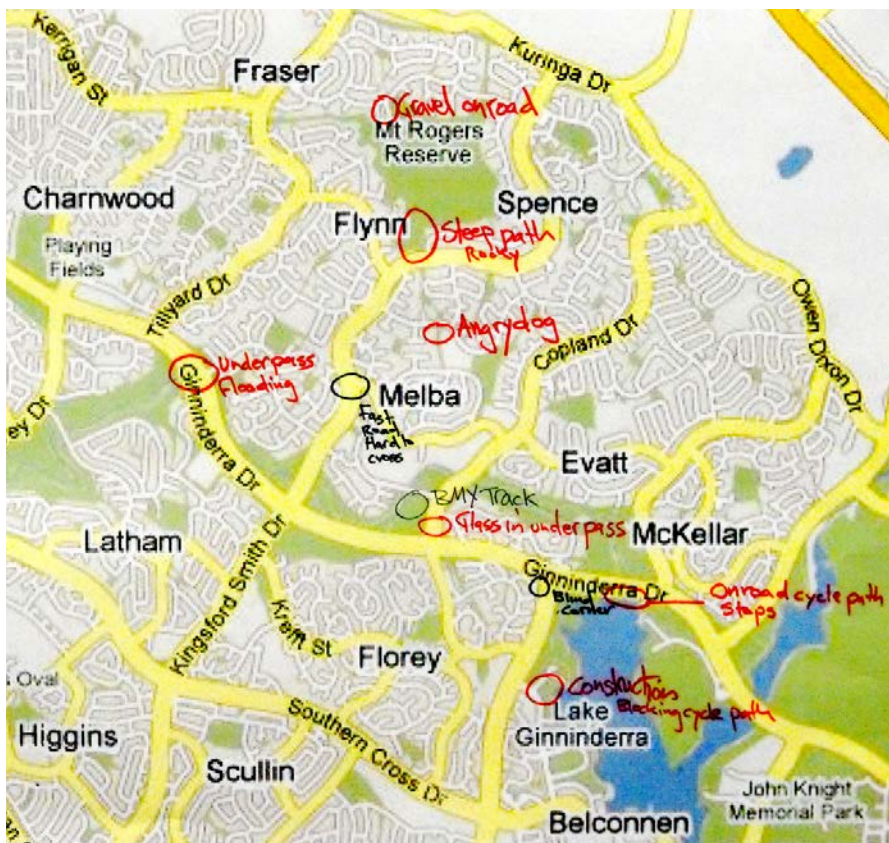 Kerrigan St
Fraser
Kuringa Dr
Gravel on road
Mt Rogers
Reserve
Charnwood
Flynn
Spence
Steep path
Rocky
Playing
Fields
Tillyard Dr
Angry dog
Copland Dr
Owen Dixon Dr
Underpass
Flooding
Ginninderra Dr
Melba
Fast
Road
Hard to
cross
ey Dr
Evatt
BMX Track
Glass in underpass
McKellar
Latham
Kingsford Smith Dr
Krefft St
Ginninderra Dr
Blind
corner
On road cycle path
Stops
Florey
s Oval
Southern Cross Dr
Construction
Blocking cycle path
Lake
Ginninderra
Higgins
Scullin
John Knight
Memorial Park
Belconnen